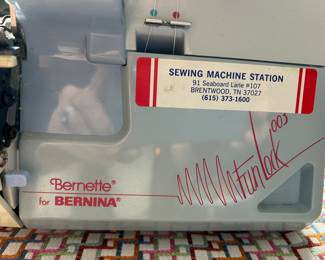 SEWING MACHINE STATION
91 Seaboard Lane #107
BRENTWOOD, TN 37027
(615) 373-1600
003
Funlock
Bernette®
for BERNINA®